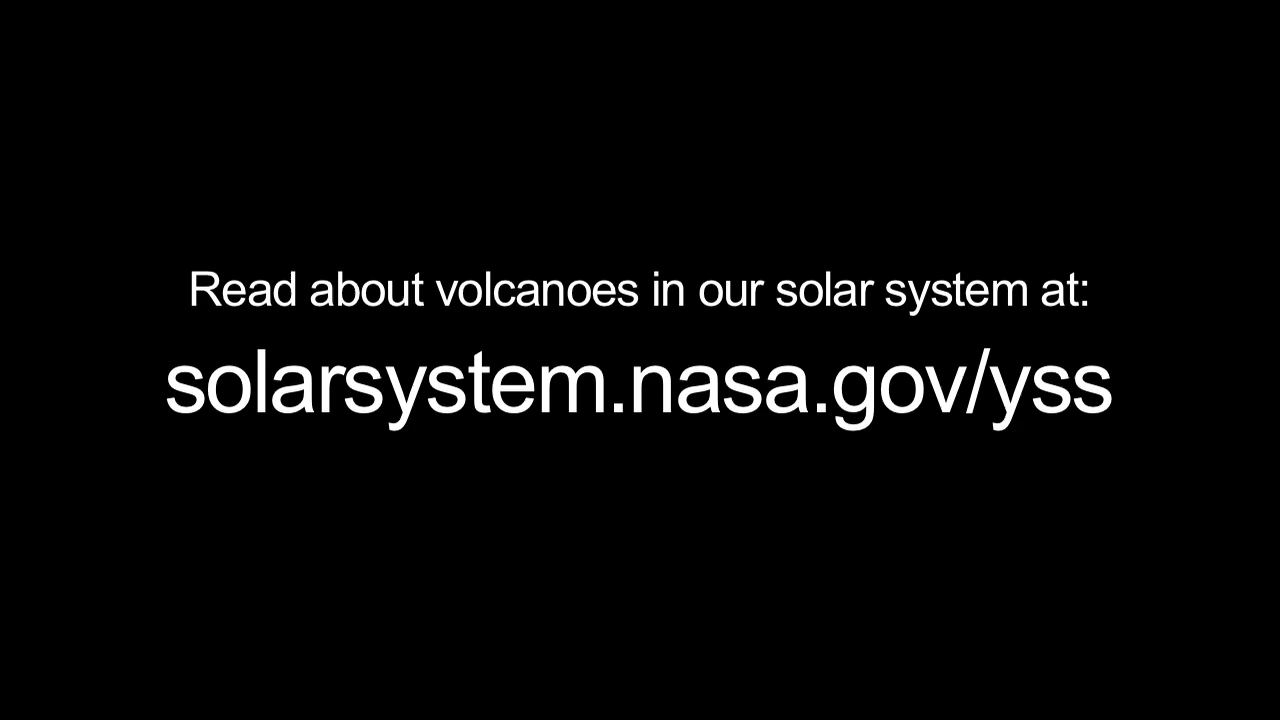 Read about volcanoes in our solar system at:
solarsystem.nasa.gov/yss